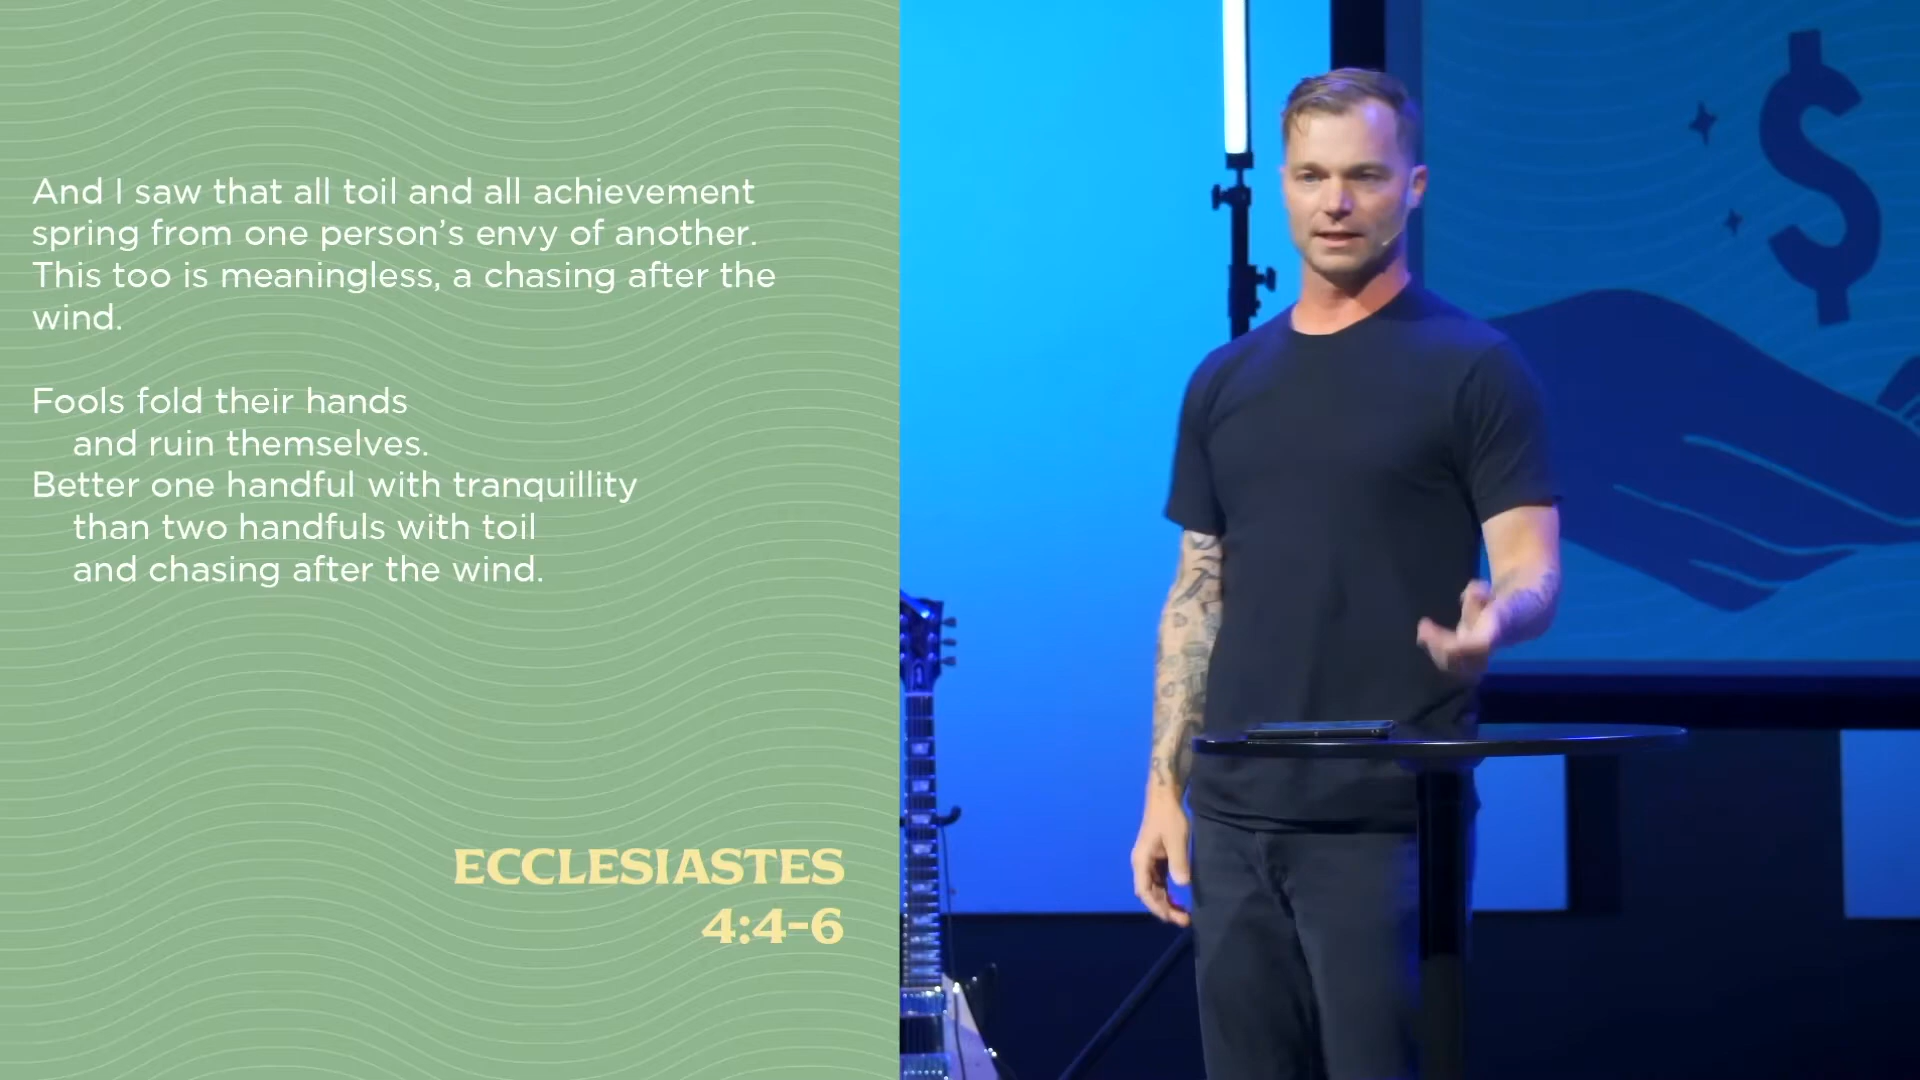 And I saw that all toil and all achievement
spring from one person’s envy of another.
This too is meaningless, a chasing after the
wind.
Fools fold their hands
and ruin themselves.
Better one handful with tranquillity
than two handfuls with toil
and chasing after the wind.
ECCLESIASTES
4:4-6
$